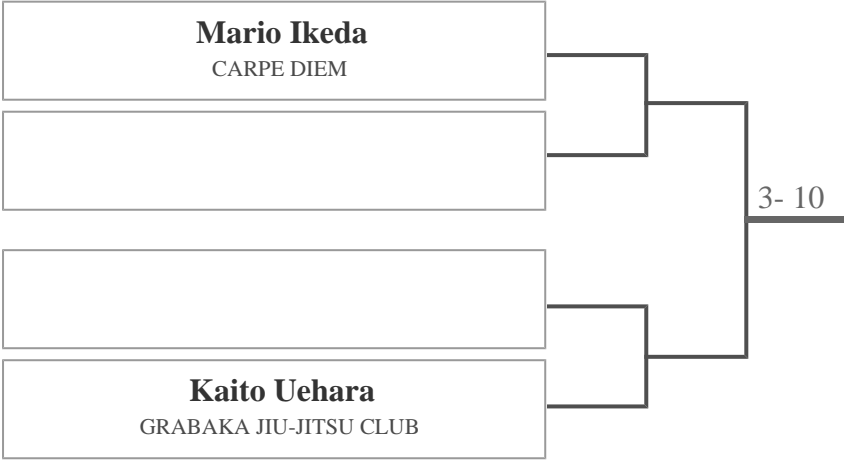 Mario Ikeda
CARPE DIEM
3- 10
Kaito Uehara
GRABAKA JIU-JITSU CLUB